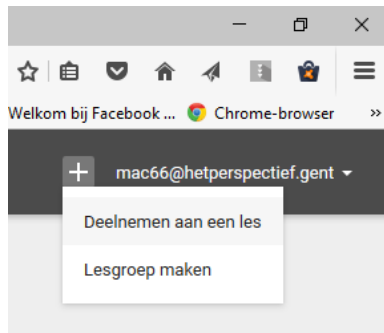 Welkom bij Facebook ... Chrome-browser »
mac66@hetperspectief.gent
Deelnemen aan een les
Lesgroep maken